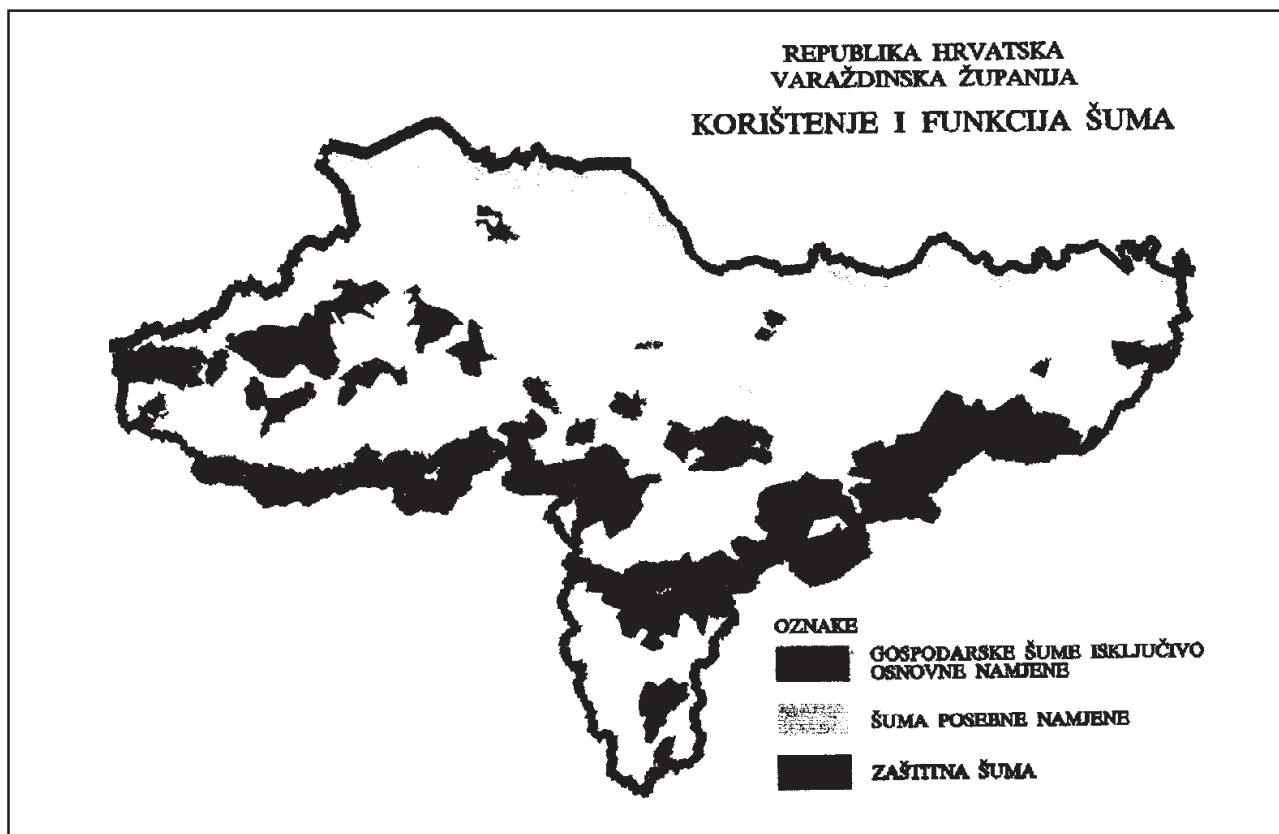 REPUBLIKA HRVATSKA
VARAŽDINSKA ŽUPANIJA
KORIŠTENJE I FUNKCIJA ŠUMA
OZNAKE
GOSPODARSKE ŠUME ISKLJUČIVO
OSNOVNE NAMJENE
ŠUMA POSEBNE NAMJENE
ZAŠTITNA ŠUMA